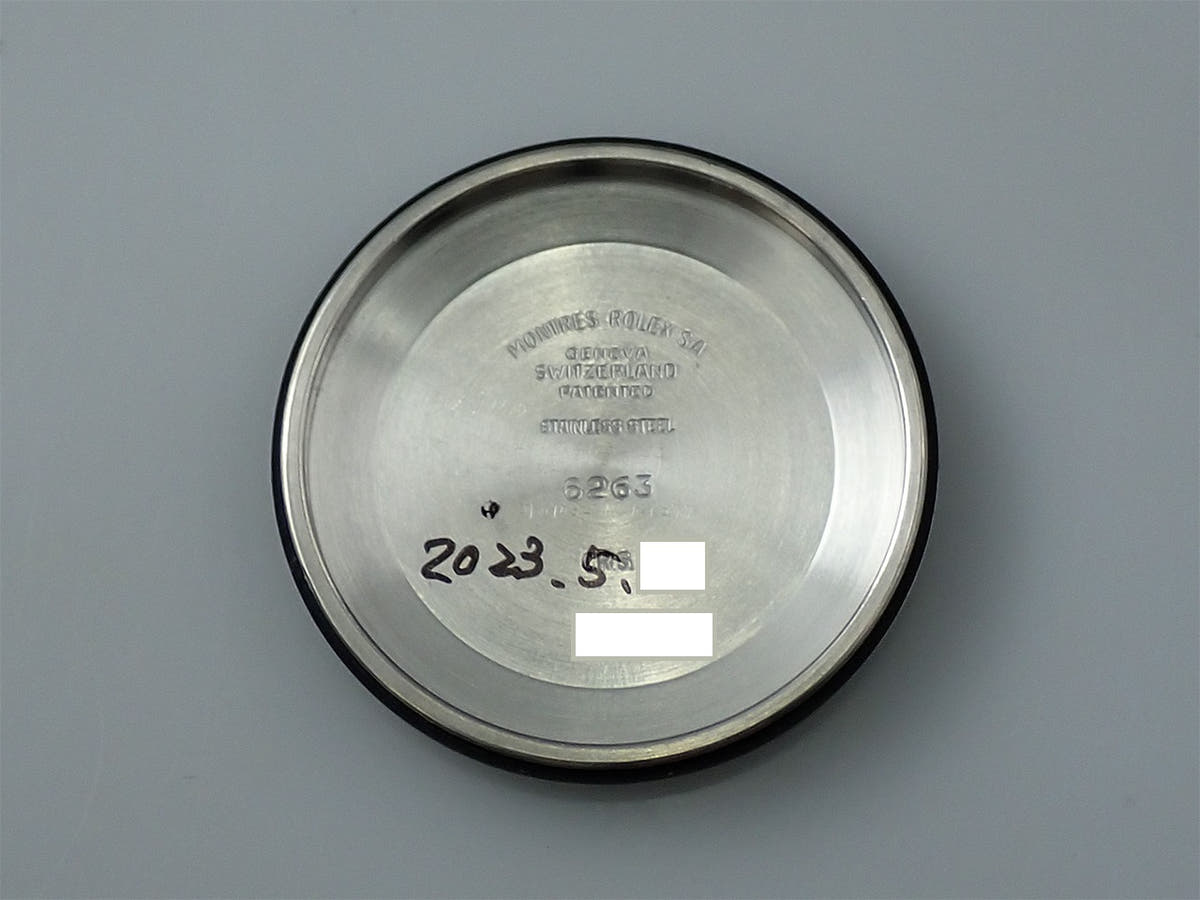 MONTRES ROLEX S.A
GENEVA
SWITZERLAND
PATENTED
STAINLESS STEEL
6263
2023.5.